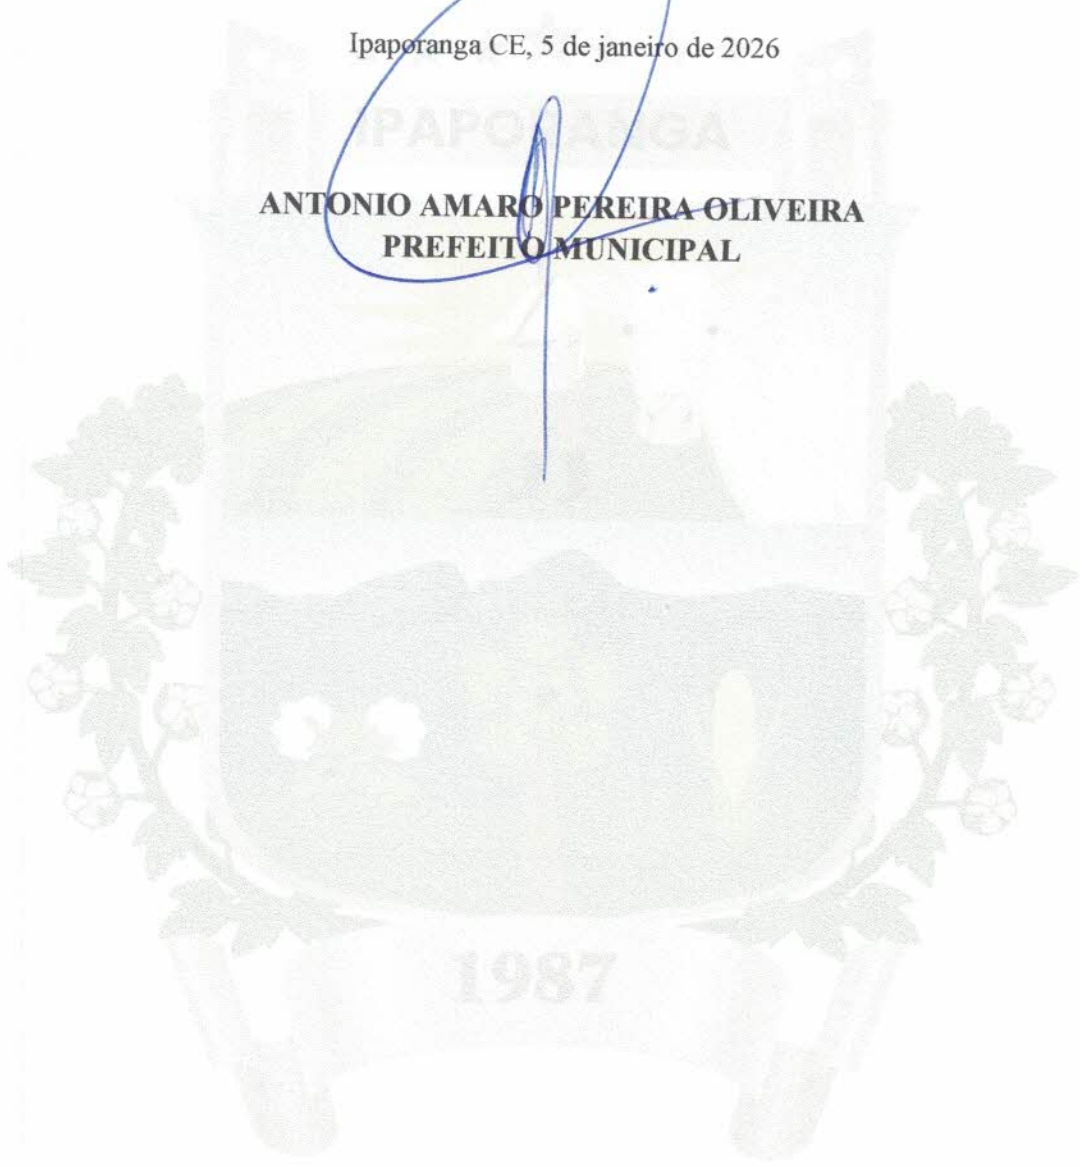 Ipaporanga CE, 5 de janeiro de 2026
IPAPORANGA
ANTONIO AMARO PEREIRA OLIVEIRA
PREFEITO MUNICIPAL
1987